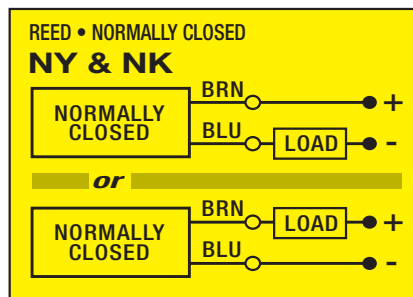 REED • NORMALLY CLOSED
NY & NK
BRN
+
NORMALLY
CLOSED
BLU
LOAD
-
or
BRN
LOAD
+
NORMALLY
CLOSED
BLU
-